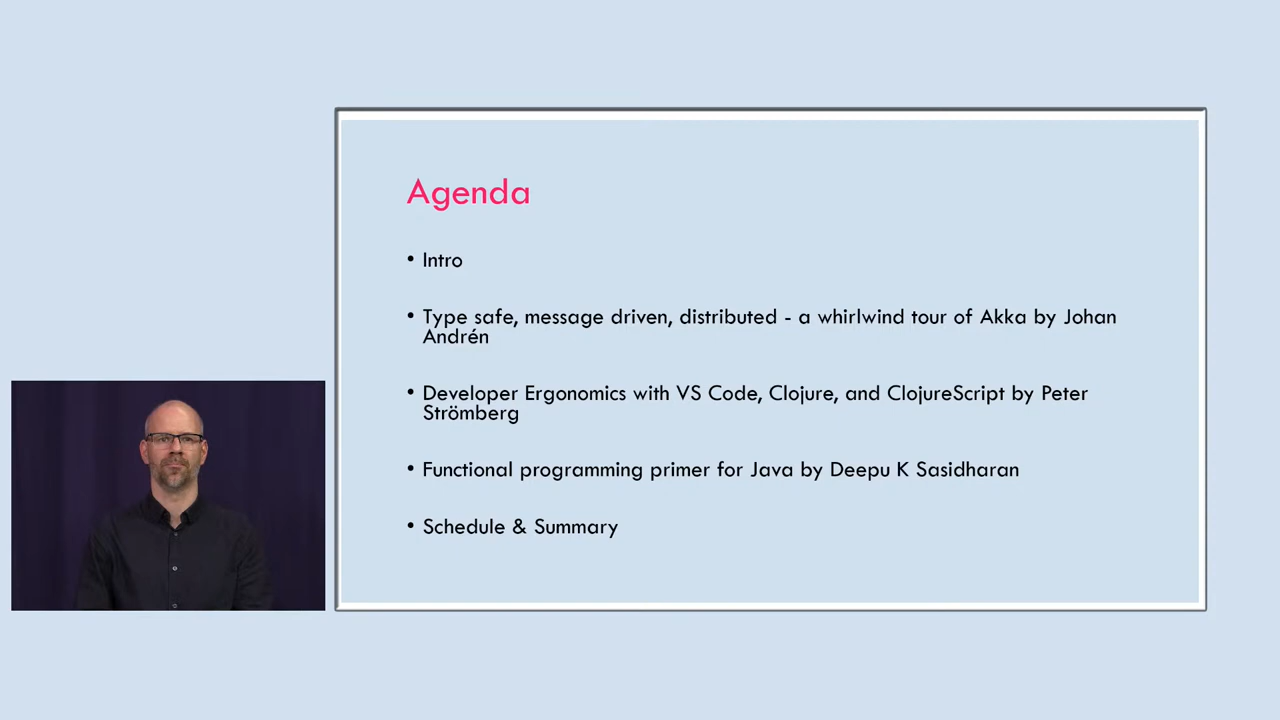 Agenda
• Intro
• Type safe, message driven, distributed - a whirlwind tour of Akka by Johan
Andrén
• Developer Ergonomics with VS Code, Clojure, and ClojureScript by Peter
Strömberg
• Functional programming primer for Java by Deepu K Sasidharan
• Schedule & Summary